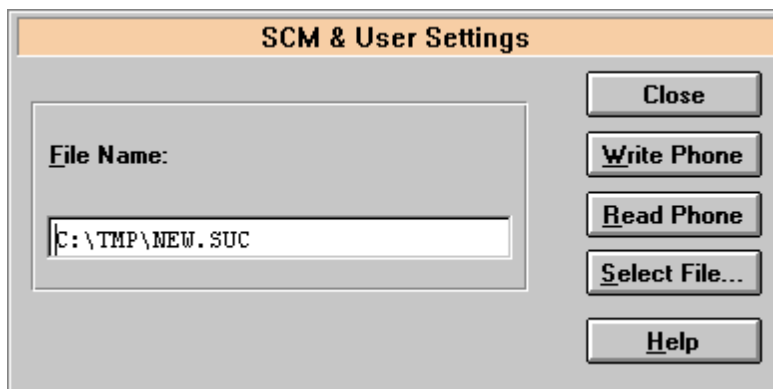 SCM & User Settings
Close
File Name:
Write Phone
Read Phone
C:\TMP\NEW.SUC
Select File...
Help